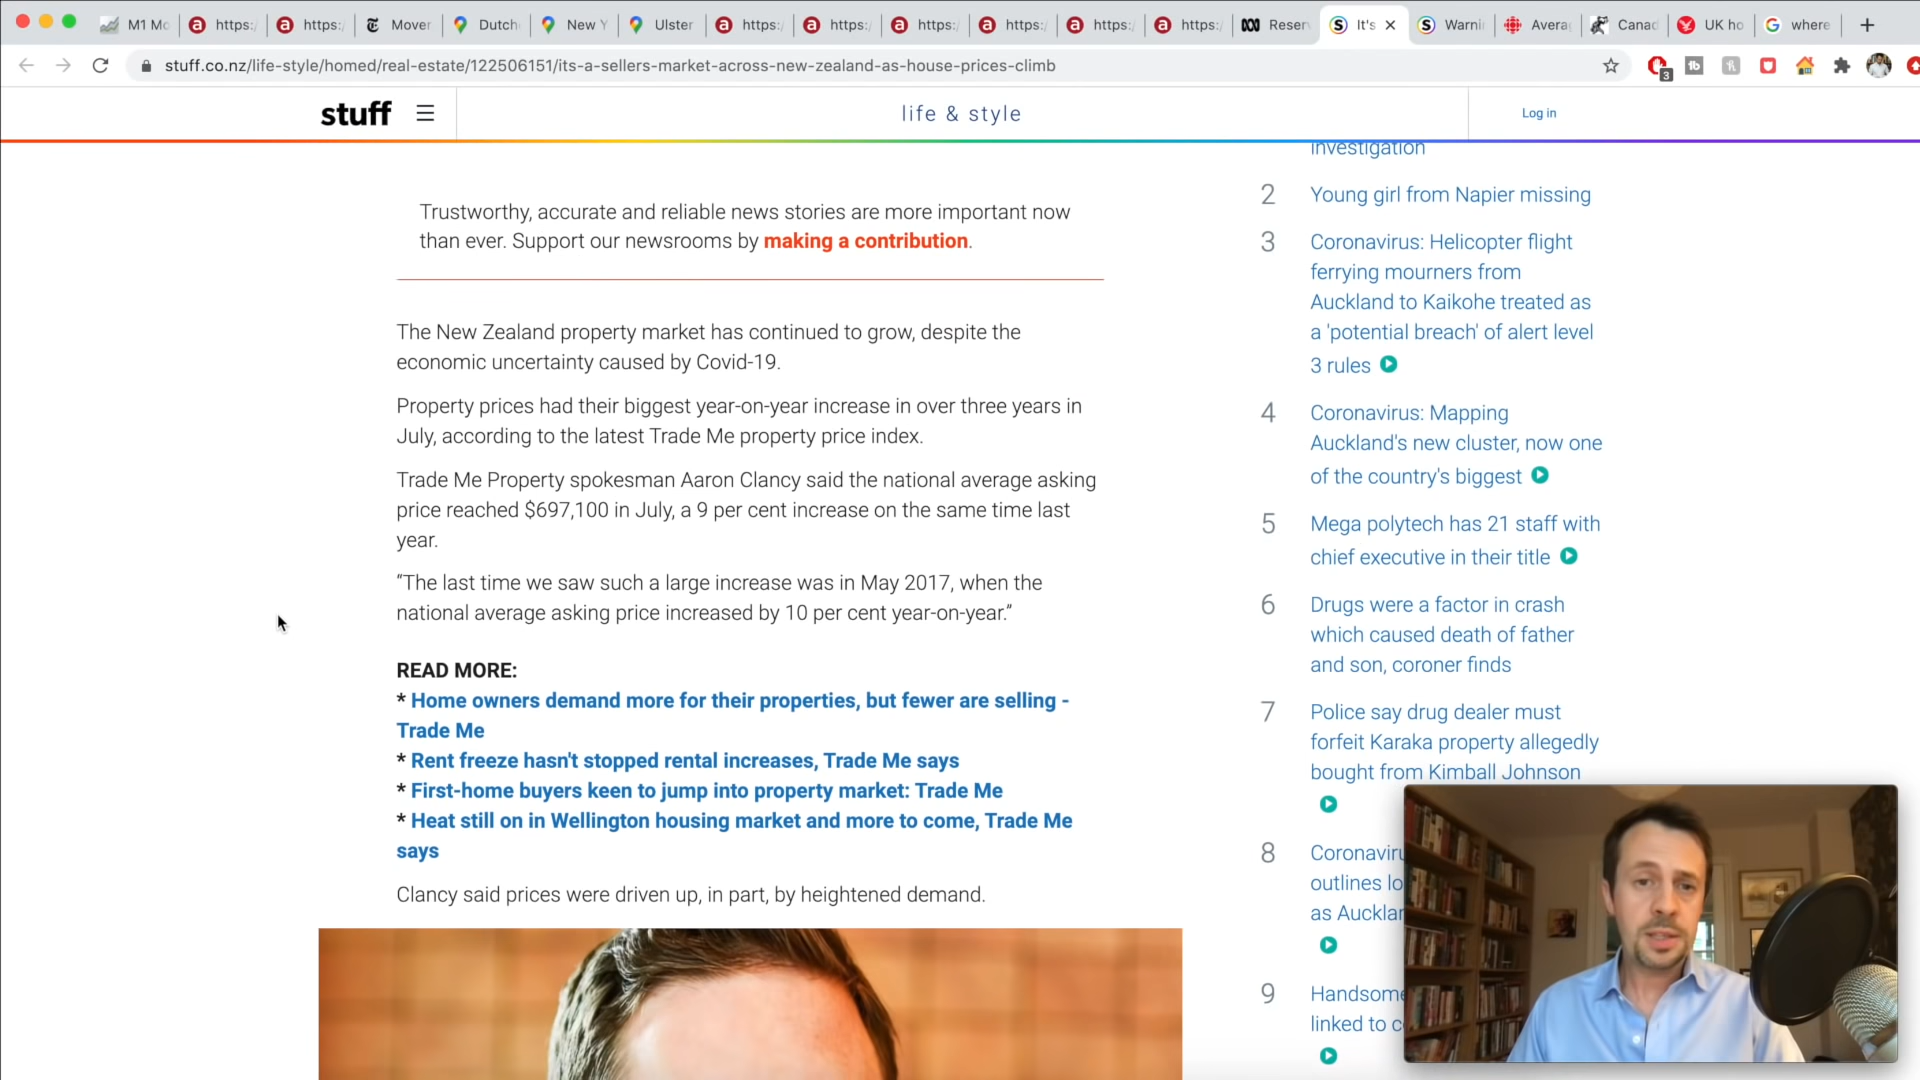 M1 Mo
https:/
https:/
Mover
Dutch
New Y
Ulster
https:/
https:/
https:/
https:/
https:/
https:/
Reser
It's
Warni
Avera
Canad
UK ho
where
stuff.co.nz/life-style/homed/real-estate/122506151/its-a-sellers-market-across-new-zealand-as-house-prices-climb
3
stuff
life & style
Log in
Trustworthy, accurate and reliable news stories are more important now
than ever. Support our newsrooms by making a contribution.
The New Zealand property market has continued to grow, despite the
economic uncertainty caused by Covid-19.
Property prices had their biggest year-on-year increase in over three years in
July, according to the latest Trade Me property price index.
Trade Me Property spokesman Aaron Clancy said the national average asking
price reached $697,100 in July, a 9 per cent increase on the same time last
year.
“The last time we saw such a large increase was in May 2017, when the
national average asking price increased by 10 per cent year-on-year.”
READ MORE:
* Home owners demand more for their properties, but fewer are selling -
Trade Me
* Rent freeze hasn't stopped rental increases, Trade Me says
* First-home buyers keen to jump into property market: Trade Me
* Heat still on in Wellington housing market and more to come, Trade Me
says
Clancy said prices were driven up, in part, by heightened demand.
investigation
2 Young girl from Napier missing
3 Coronavirus: Helicopter flight
ferrying mourners from
Auckland to Kaikohe treated as
a 'potential breach' of alert level
3 rules
4 Coronavirus: Mapping
Auckland's new cluster, now one
of the country's biggest
5 Mega polytech has 21 staff with
chief executive in their title
6 Drugs were a factor in crash
which caused death of father
and son, coroner finds
7 Police say drug dealer must
forfeit Karaka property allegedly
bought from Kimball Johnson
8 Coronaviru
outlines lo
as Aucklar
9 Handsome
linked to c